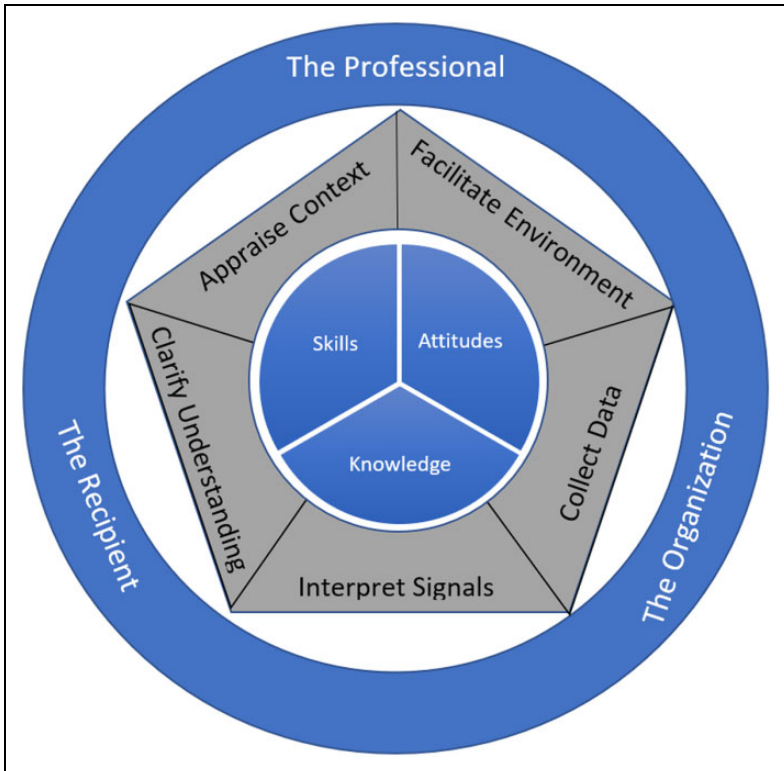 The Professional
Appraise Context
Facilitate Environment
Skills
Attitudes
Clarify Understanding
Knowledge
Collect Data
The Recipient
The Organization
Interpret Signals